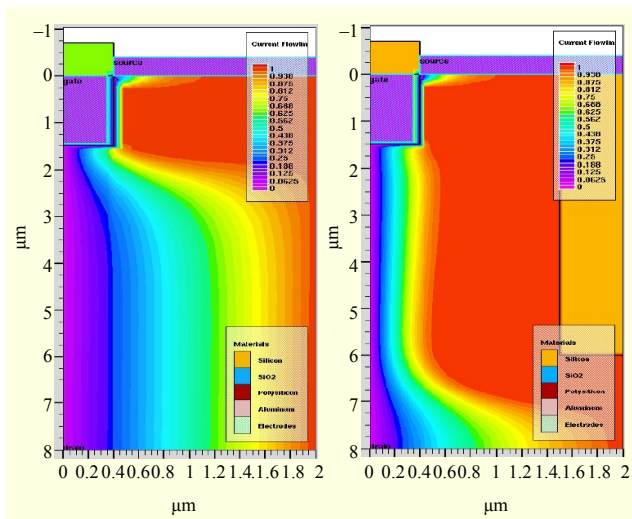 –1
0
1
2
3
4
5
6
7
8
µm
gate
source
Current Flowlin
1
0.938
0.875
0.812
0.75
0.688
0.625
0.562
0.5
0.438
0.375
0.312
0.25
0.188
0.125
0.0625
0
Materials
Silicon
SiO2
Polysilicon
Aluminum
Electrodes
drain
0 0.2 0.4 0.6 0.8 1 1.2 1.4 1.6 1.8 2
µm
–1
0
1
2
3
4
5
6
7
8
µm
gate
source
Current Flowlin
1
0.938
0.875
0.812
0.75
0.688
0.625
0.562
0.5
0.438
0.375
0.312
0.25
0.188
0.125
0.0625
0
Materials
Silicon
SiO2
Polysilicon
Aluminum
Electrodes
drain
0 0.2 0.4 0.6 0.8 1 1.2 1.4 1.6 1.8 2
µm